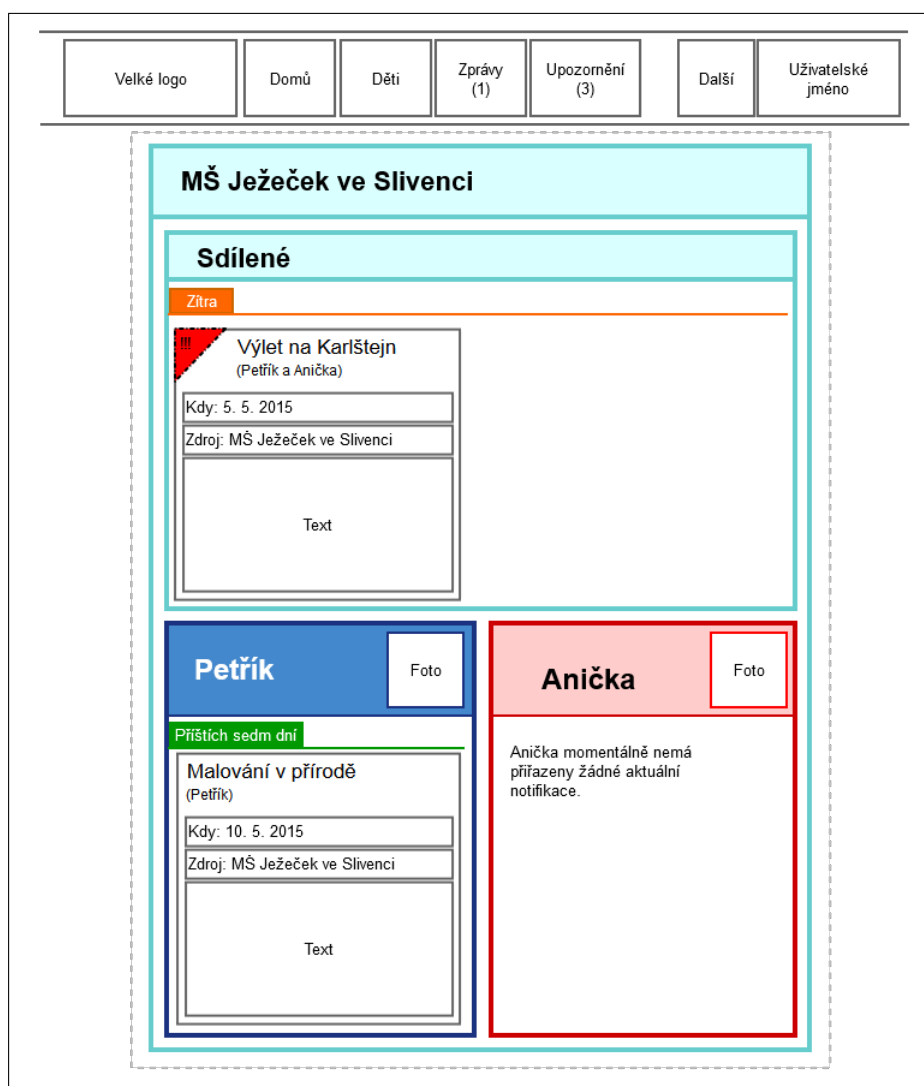 Velké logo
Domů
Děti
Zprávy
(1)
Upozornění
(3)
Další
Uživatelské
jméno
MŠ Ježeček ve Slivenci
Sdílené
Zítra
!!!
Výlet na Karlštejn
(Petřík a Anička)
Kdy: 5. 5. 2015
Zdroj: MŠ Ježeček ve Slivenci
Text
Petřík
Foto
Příštích sedm dní
Malování v přírodě
(Petřík)
Kdy: 10. 5. 2015
Zdroj: MŠ Ježeček ve Slivenci
Text
Anička
Foto
Anička momentálně nemá
přiřazeny žádné aktuální
notifikace.